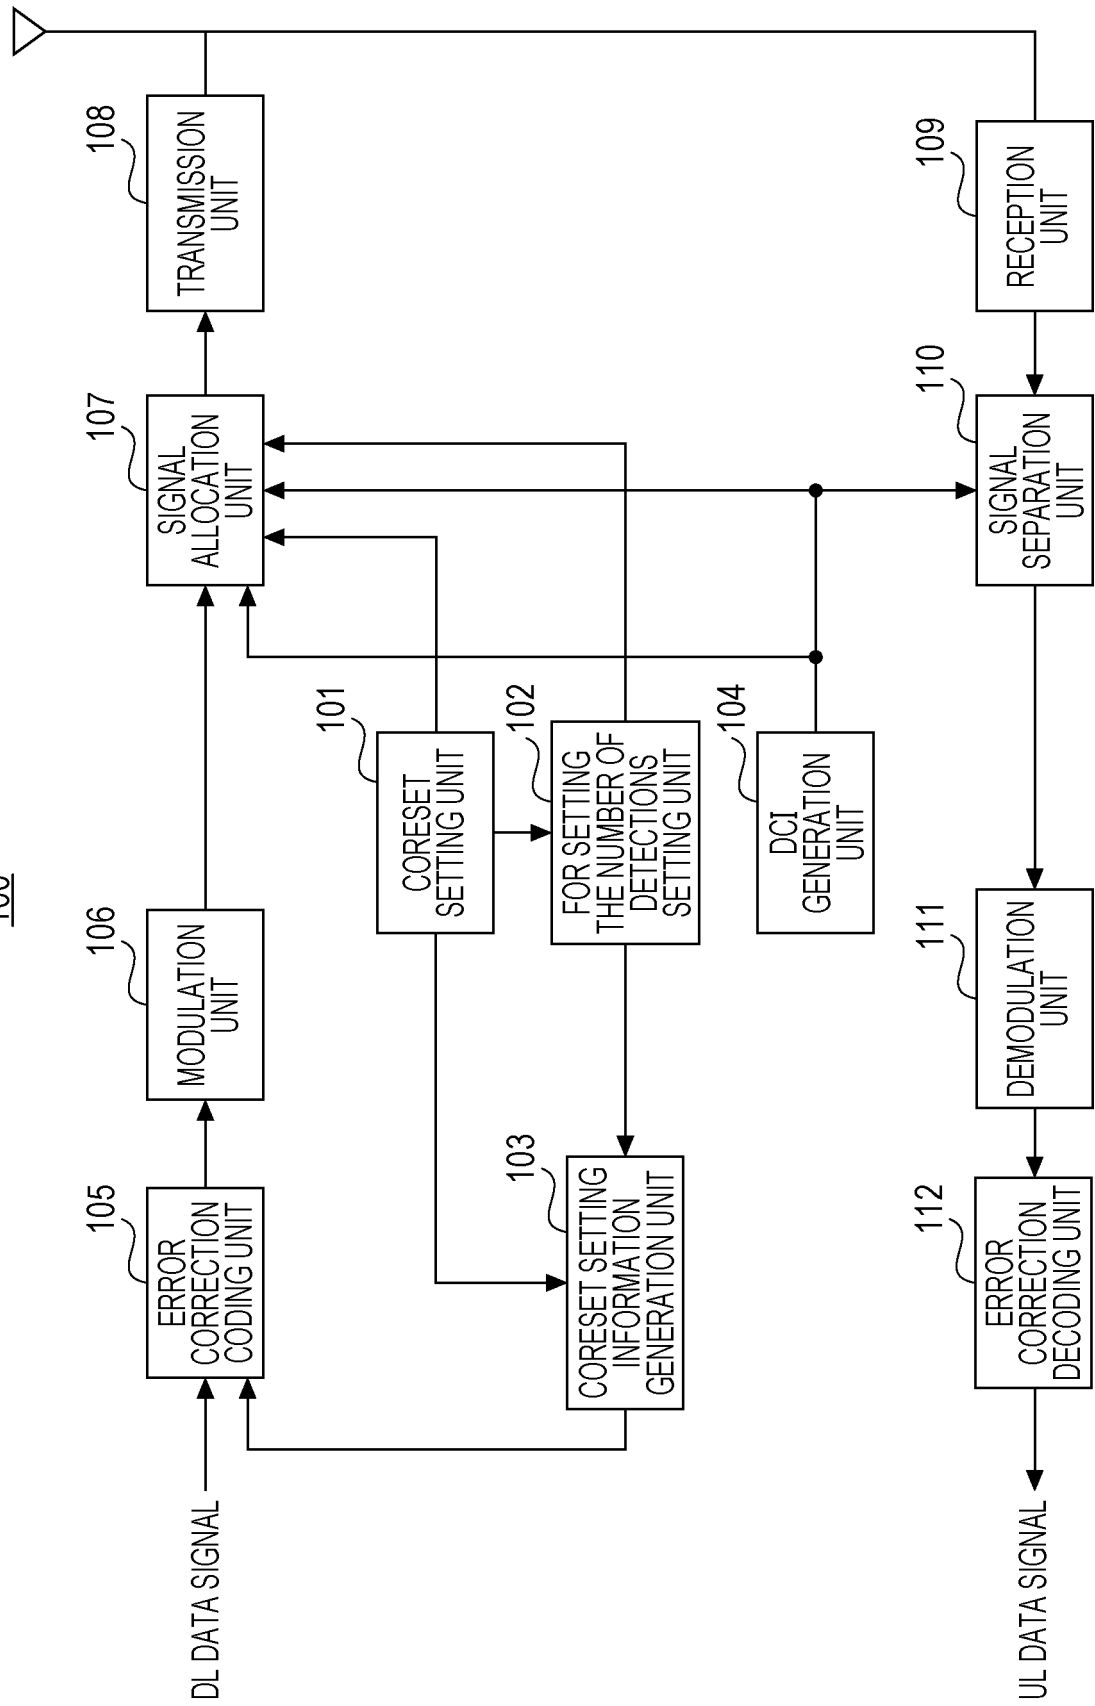 100
DL DATA SIGNAL
105
ERROR
CORRECTION
CODING UNIT
106
MODULATION
UNIT
107
SIGNAL
ALLOCATION
UNIT
108
TRANSMISSION
UNIT
101
CORESET
SETTING UNIT
102
FOR SETTING
THE NUMBER OF
DETECTIONS
SETTING UNIT
103
CORESET SETTING
INFORMATION
GENERATION UNIT
104
DCI
GENERATION
UNIT
109
RECEPTION
UNIT
110
SIGNAL
SEPARATION
UNIT
111
DEMODULATION
UNIT
112
ERROR
CORRECTION
DECODING UNIT
UL DATA SIGNAL